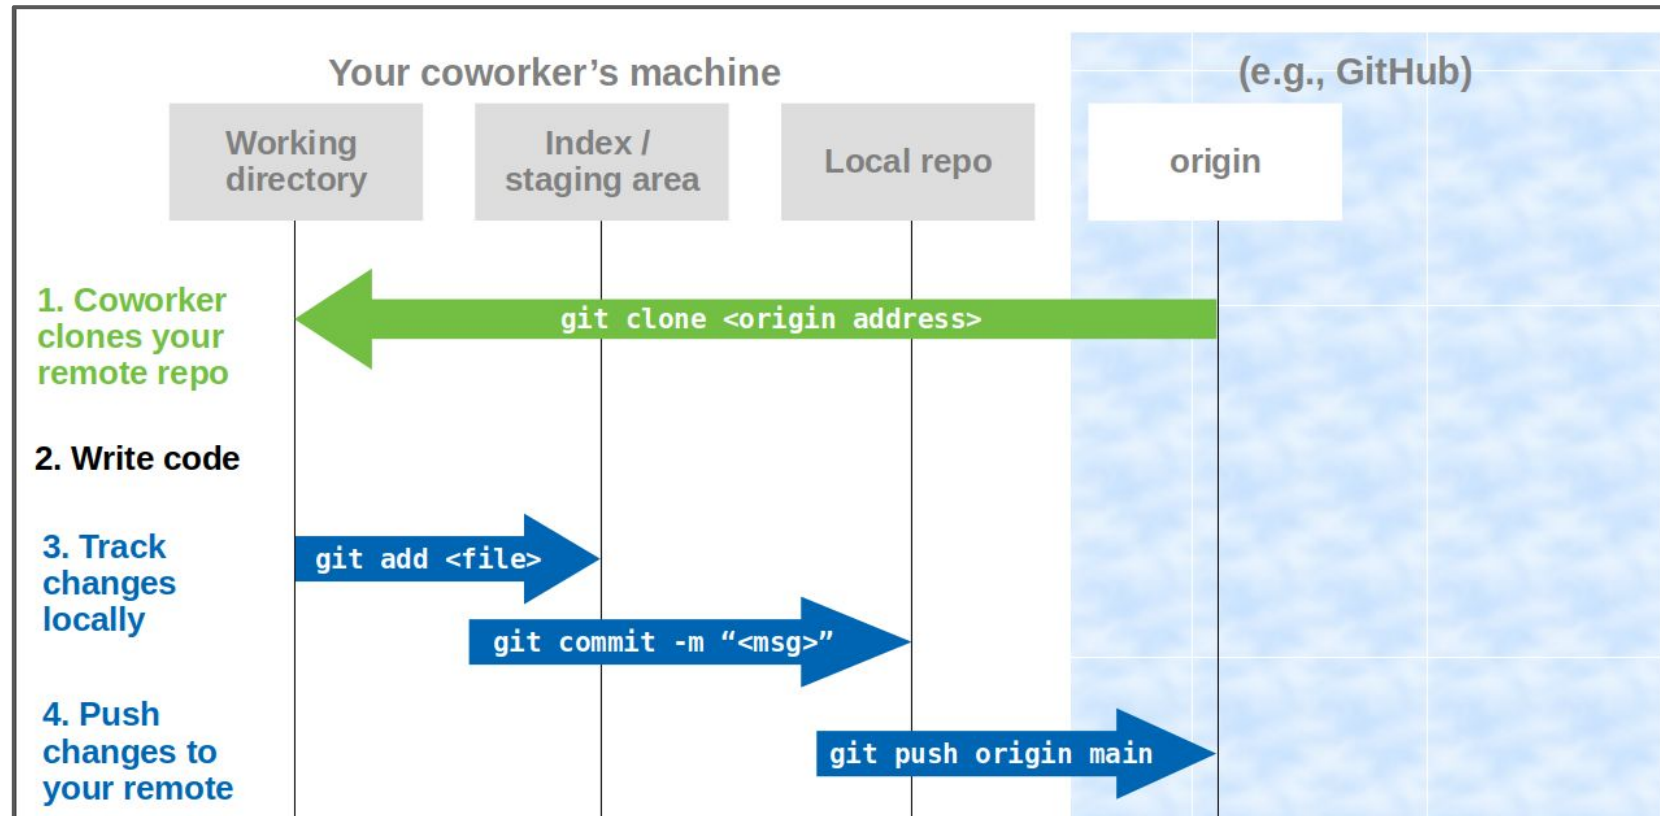 Your coworker’s machine
(e.g., GitHub)
Working
directory
Index /
staging area
Local repo
origin
1. Coworker
clones your
remote repo
git clone <origin address>
2. Write code
3. Track
changes
locally
git add <file>
git commit -m “<msg>”
4. Push
changes to
your remote
git push origin main